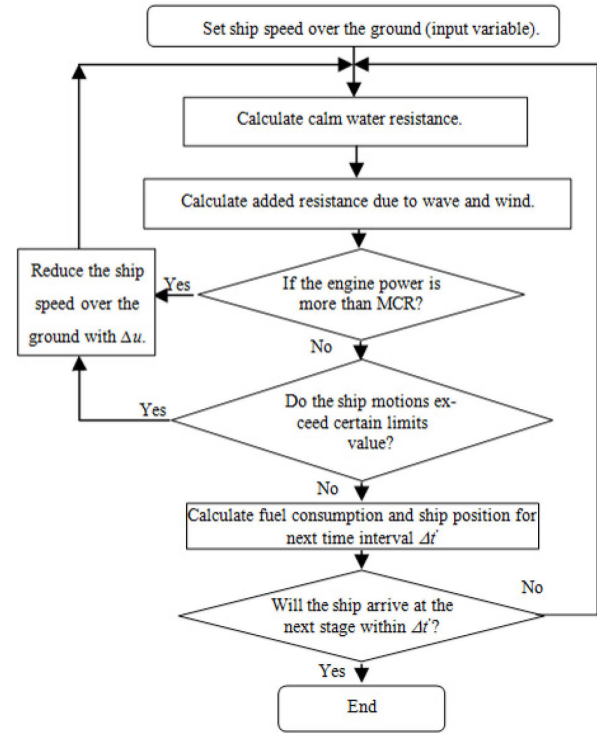 Set ship speed over the ground (input variable).
Calculate calm water resistance.
Calculate added resistance due to wave and wind.
Reduce the ship
speed over the
ground with Δu.
Yes
If the engine power is
more than MCR?
No
Yes
Do the ship motions ex-
ceed certain limits
value?
No
Calculate fuel consumption and ship position for
next time interval Δt'
No
Will the ship arrive at the
next stage within Δt'?
Yes
End